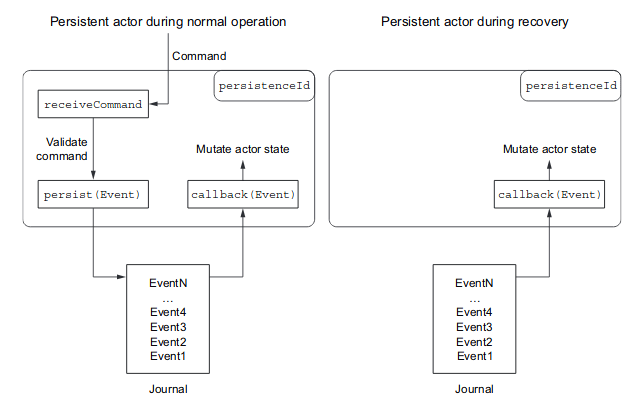 Persistent actor during normal operation
Command
persistenceId
receiveCommand
Validate
command
Mutate actor state
persist(Event)
callback(Event)
EventN
...
Event4
Event3
Event2
Event1
Journal
Persistent actor during recovery
persistenceId
Mutate actor state
callback(Event)
EventN
...
Event4
Event3
Event2
Event1
Journal